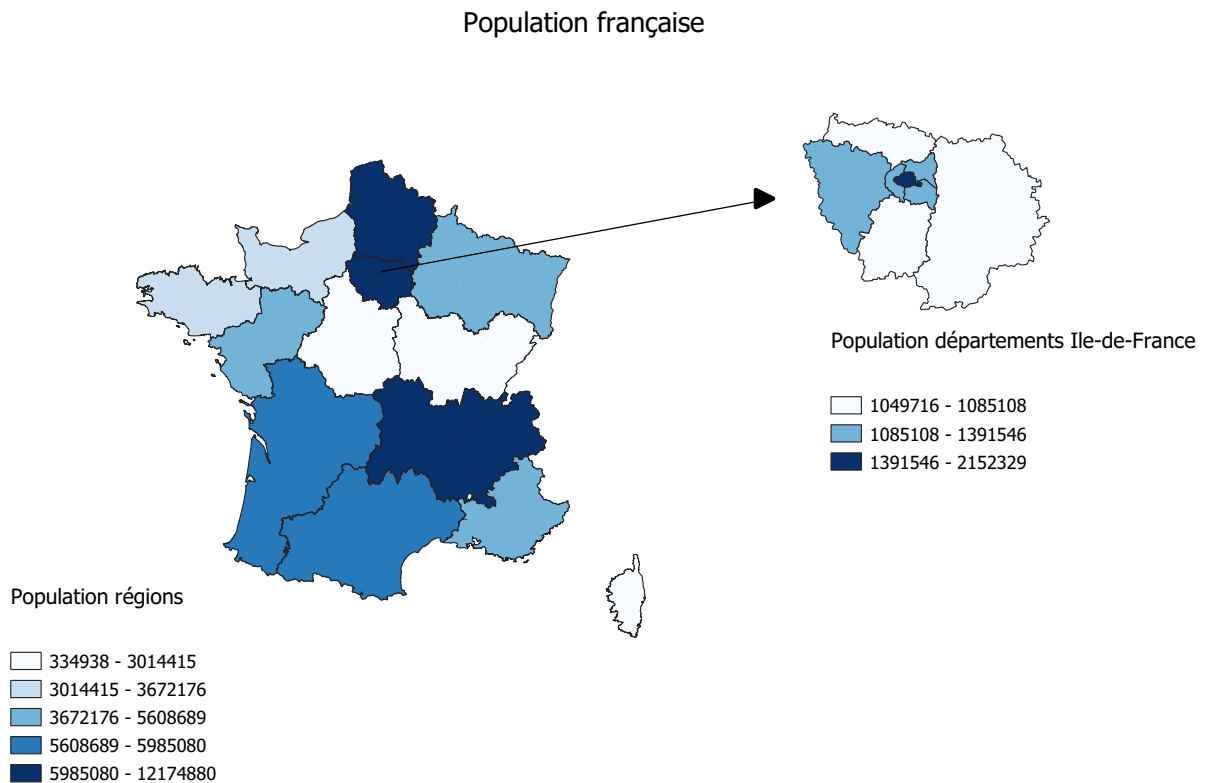 Population française
Population départements Ile-de-France
1049716 - 1085108
1085108 - 1391546
1391546 - 2152329
Population régions
334938 - 3014415
3014415 - 3672176
3672176 - 5608689
5608689 - 5985080
5985080 - 12174880